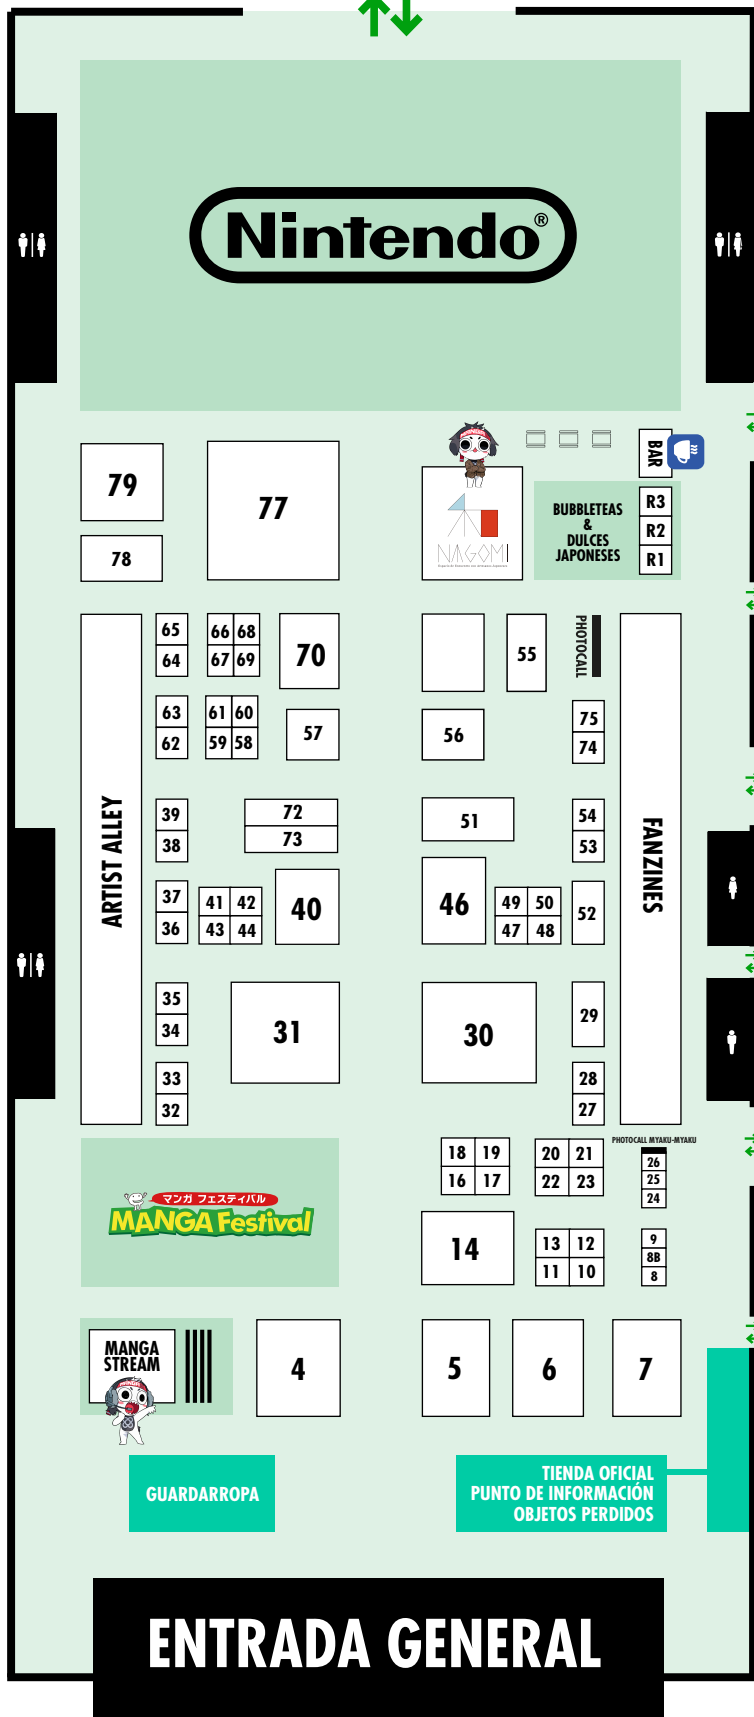 Nintendo®
79
77
78
BAR
R3
R2
R1
BUBBLETEAS
&
DULCES
JAPONESES
NAGOMI
65
64
66 68
67 69
70
55
PHOTOCALL
63
62
61 60
59 58
57
56
75
74
ARTIST ALLEY
FANZINES
39
38
72
73
51
54
53
37
36
41 42
43 44
40
46
49 50
47 48
52
35
34
31
30
29
33
32
28
27
マンガ フェスティバル
MANGA Festival
18 19
16 17
20 21
22 23
PHOTOCALL MYAKU-MYAKU
26
25
24
14
13 12
11 10
9
8B
8
MANGA
STREAM
4
5
6
7
GUARDARROPA
TIENDA OFICIAL
PUNTO DE INFORMACIÓN
OBJETOS PERDIDOS
ENTRADA GENERAL